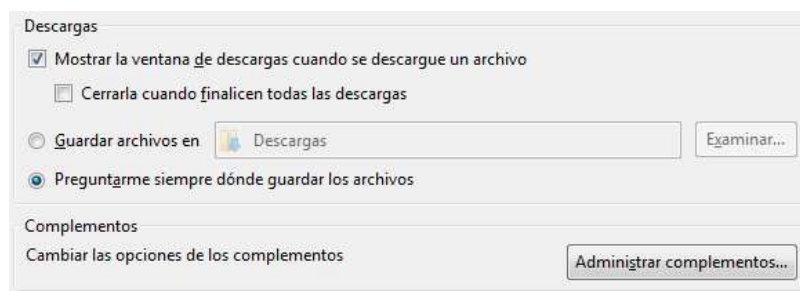 Descargas
Mostrar la ventana de descargas cuando se descargue un archivo
Cerrarla cuando finalicen todas las descargas
Guardar archivos en Descargas Examinar...
Preguntarme siempre dónde guardar los archivos
Complementos
Cambiar las opciones de los complementos Administrar complementos...